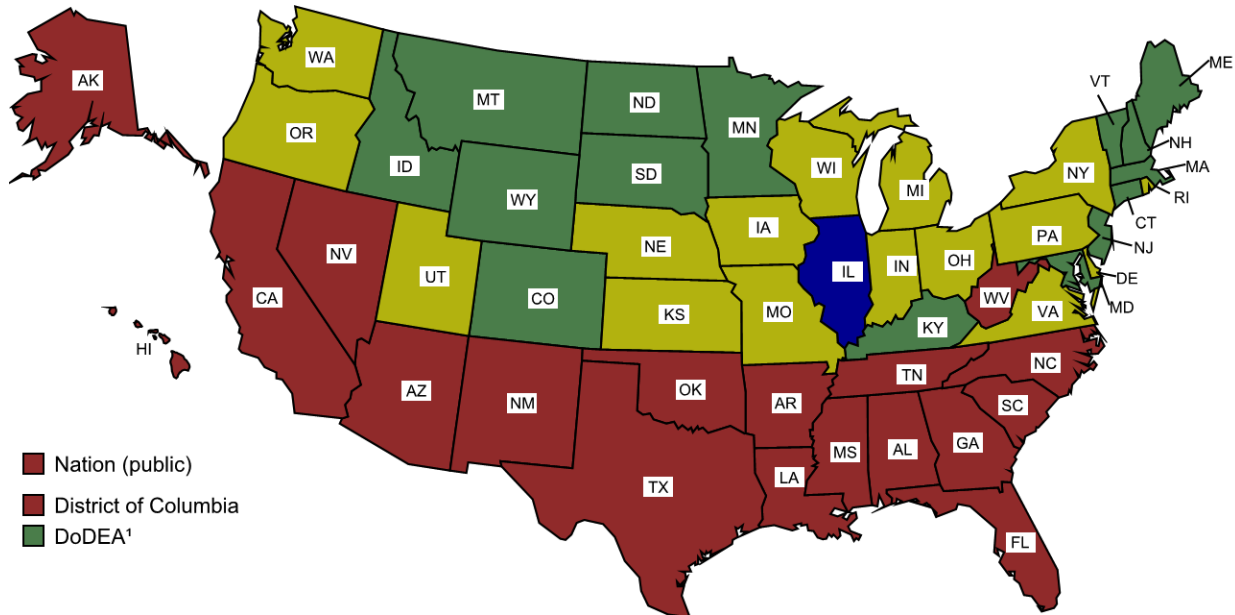 AK
WA
MT
ND
MN
VT
ME
OR
ID
SD
WI
MI
NY
NH
MA
WY
RI
CT
IA
PA
NV
NE
OH
NJ
UT
IL
IN
DE
CA
CO
KS
MO
WV
VA
MD
HI
KY
AZ
NM
OK
AR
TN
NC
SC
MS
AL
GA
TX
LA
FL
Nation (public)
District of Columbia
DoDEA¹